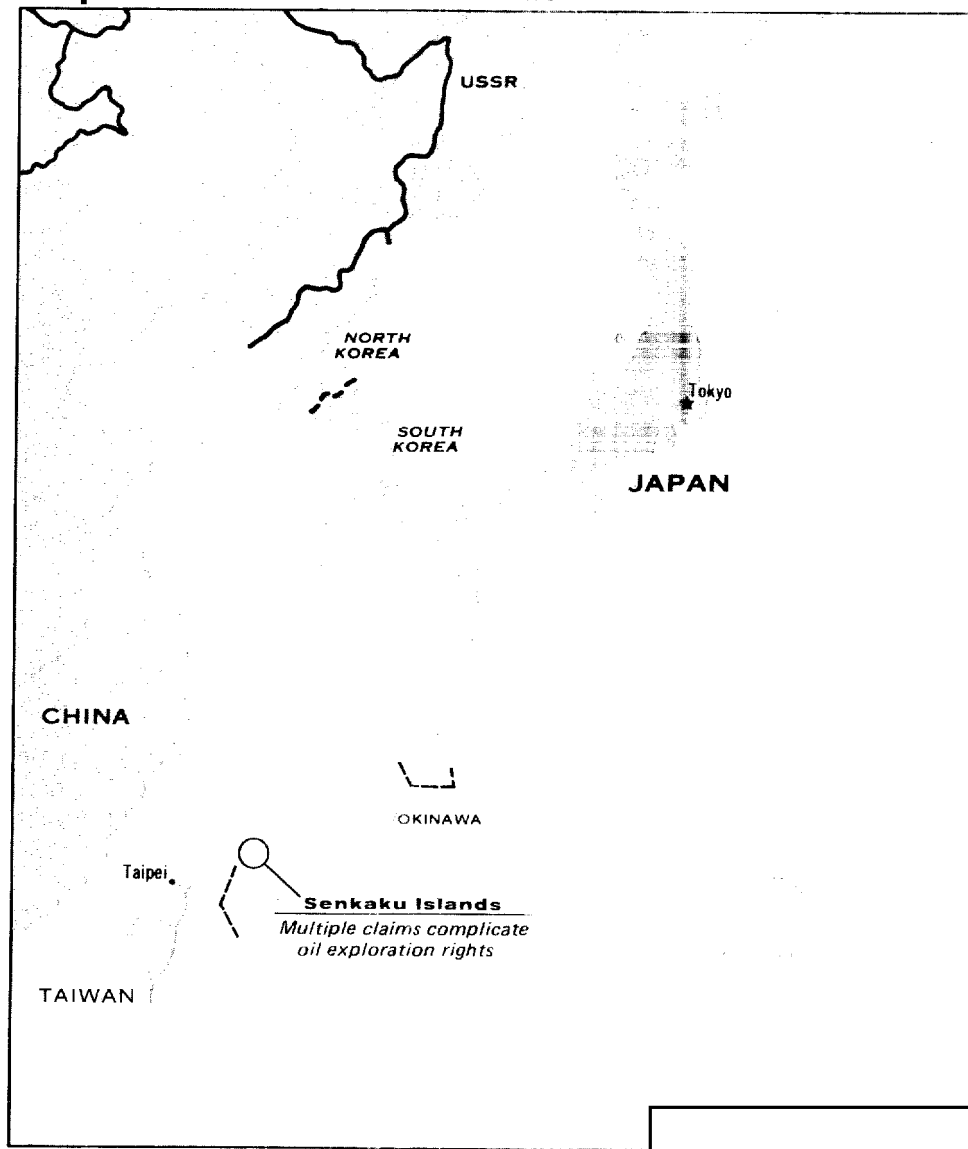 USSR
NORTH
KOREA
Tokyo
SOUTH
KOREA
JAPAN
CHINA
OKINAWA
Taipei
Senkaku Islands
Multiple claims complicate
oil exploration rights
TAIWAN